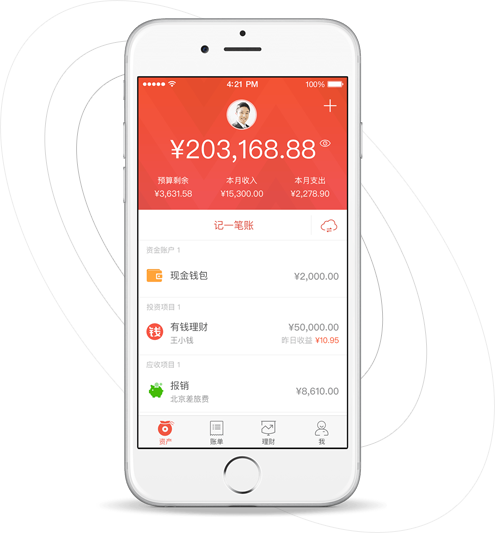 4:21 PM
100%
¥203,168.88
预算剩余 本月收入 本月支出
¥3,631.58 ¥15,300.00 ¥2,278.90
记一笔账
资金账户 1
现金钱包 ¥2,000.00
投资项目 1
钱
有钱理财 ¥50,000.00
王小钱 昨日收益 ¥10.95
应收项目 1
报销 ¥8,610.00
北京差旅费
资产 账单 理财 我